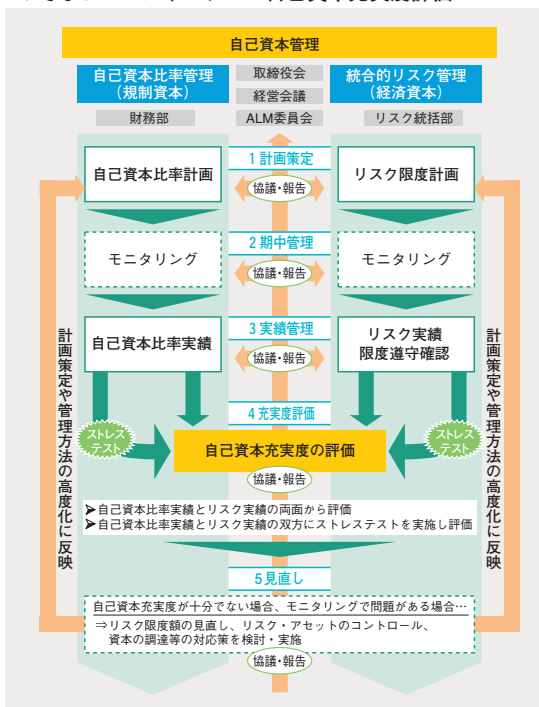 自己資本管理
自己資本比率管理
(規制資本)
取締役会
経営会議
ALM委員会
統合的リスク管理
(経済資本)
財務部
リスク統括部
1 計画策定
自己資本比率計画
協議・報告
リスク限度計画
2 期中管理
モニタリング
協議・報告
モニタリング
3 実績管理
自己資本比率実績
協議・報告
リスク実績
限度遵守確認
計画策定や管理方法の高度化に反映
計画策定や管理方法の高度化に反映
4 充実度評価
ストレス
テスト
自己資本充実度の評価
ストレス
テスト
協議・報告
➢自己資本比率実績とリスク実績の両面から評価
➢自己資本比率実績とリスク実績の双方にストレステストを実施し評価
5 見直し
自己資本充実度が十分でない場合、モニタリングで問題がある場合…
⇒リスク限度額の見直し、リスク・アセットのコントロール、
資本の調達等の対応策を検討・実施
協議・報告